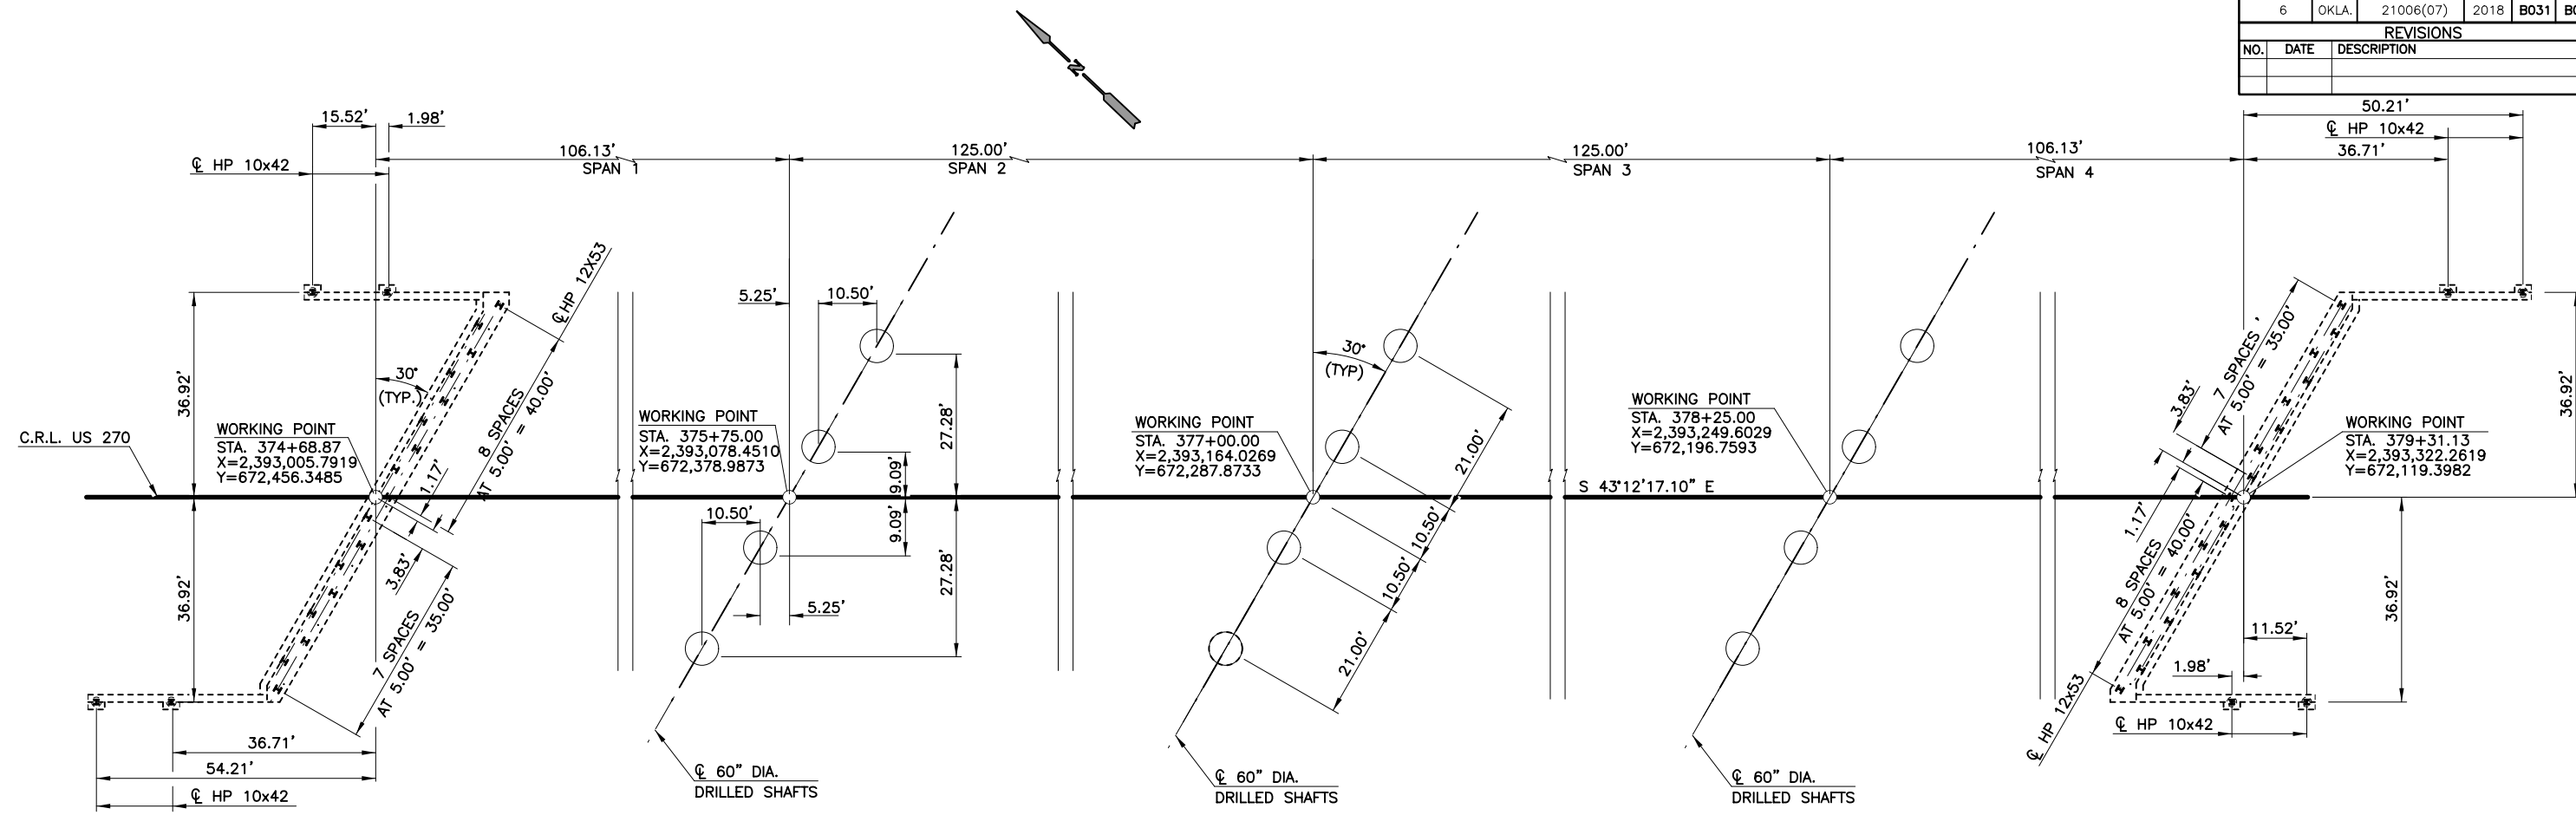 6 OKLA. 21006(07) 2018 B031
REVISIONS
NO. DATE DESCRIPTION
N
15.52'
1.98'
℄ HP 10x42
106.13'
SPAN 1
125.00'
SPAN 2
125.00'
SPAN 3
106.13'
SPAN 4
50.21'
℄ HP 10x42
36.71'
℄ HP 12X53
36.92'
30°
(TYP.)
8 SPACES
AT 5.00' = 40.00'
1.17'
C.R.L. US 270
WORKING POINT
STA. 374+68.87
X=2,393,005.7919
Y=672,456.3485
36.92'
3.83'
7 SPACES
AT 5.00' = 35.00'
36.71'
54.21'
℄ HP 10x42
5.25'
10.50'
27.28'
9.09'
WORKING POINT
STA. 375+75.00
X=2,393,078.4510
Y=672,378.9873
10.50'
9.09'
27.28'
5.25'
℄ 60" DIA.
DRILLED SHAFTS
30°
(TYP)
WORKING POINT
STA. 377+00.00
X=2,393,164.0269
Y=672,287.8733
21.00'
10.50'
10.50'
21.00'
℄ 60" DIA.
DRILLED SHAFTS
WORKING POINT
STA. 378+25.00
X=2,393,249.6029
Y=672,196.7593
S 43°12'17.10" E
℄ 60" DIA.
DRILLED SHAFTS
7 SPACES '
AT 5.00' = 35.00'
3.83'
WORKING POINT
STA. 379+31.13
X=2,393,322.2619
Y=672,119.3982
36.92'
1.17'
8 SPACES
AT 5.00' = 40.00'
36.92'
11.52'
1.98'
℄ HP 10x42
℄ HP 12x53